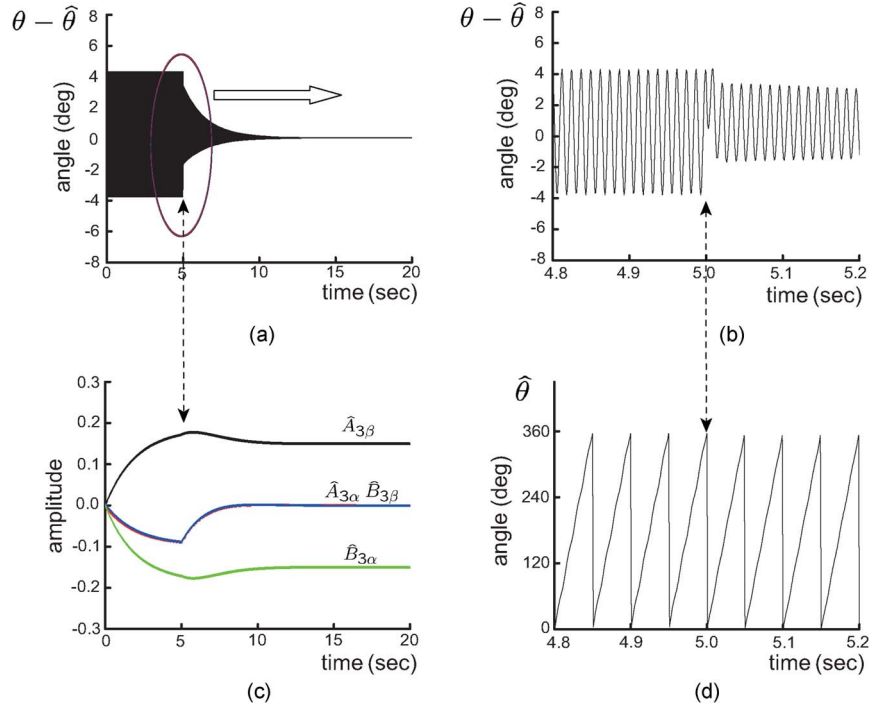 θ − θ̂
8
6
4
2
0
-2
-4
-6
-8
angle (deg)
0
5
10
15
20
time (sec)
(a)
θ − θ̂
8
6
4
2
0
-2
-4
-6
-8
angle (deg)
4.8
4.9
5.0
5.1
5.2
time (sec)
(b)
0.3
0.2
0.1
0.0
-0.1
-0.2
-0.3
amplitude
Â3β
Â3α B̂3β
B̂3α
0
5
10
15
20
time (sec)
(c)
θ̂
360
240
120
0
angle (deg)
4.8
4.9
5.0
5.1
5.2
time (sec)
(d)